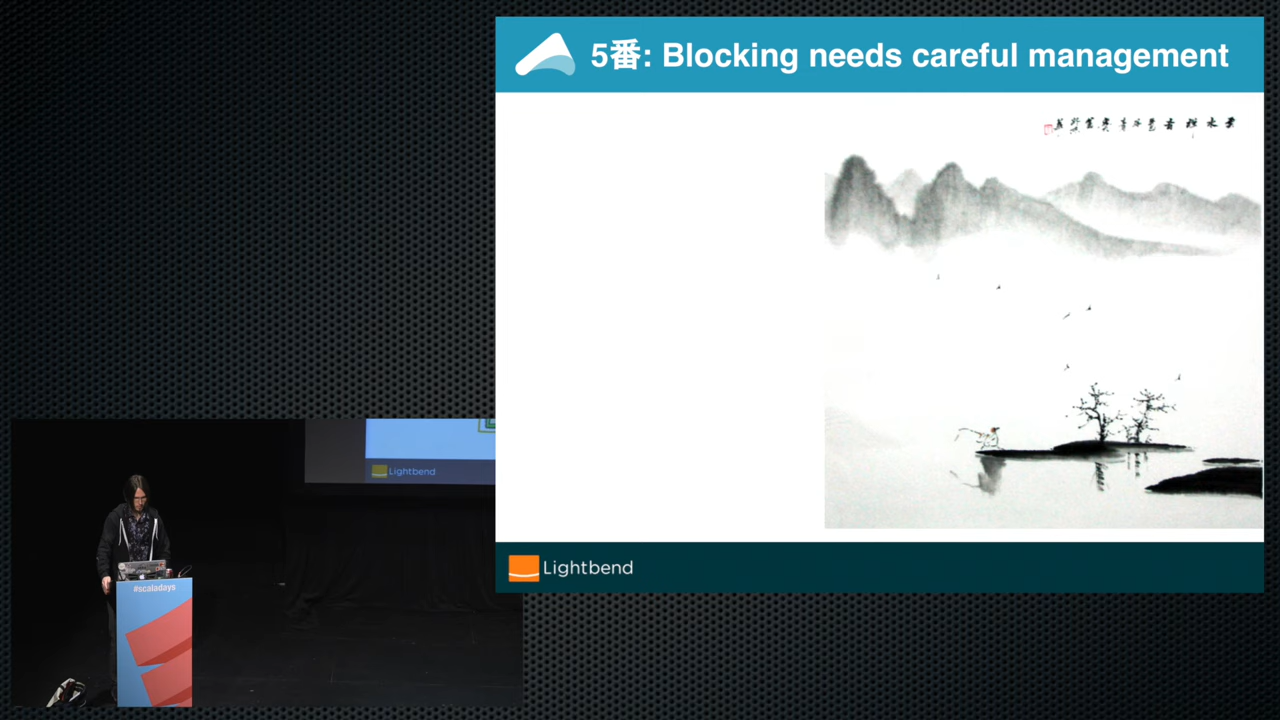 5番: Blocking needs careful management
Lightbend
Lightbend
#scaladays